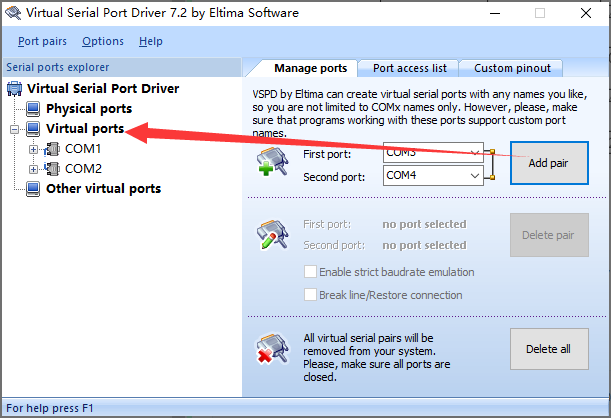 Virtual Serial Port Driver 7.2 by Eltima Software
Port pairs Options Help
Serial ports explorer
Virtual Serial Port Driver
Physical ports
Virtual ports
COM1
COM2
Other virtual ports
Manage ports Port access list Custom pinout
VSPD by Eltima can create virtual serial ports with any names you like,
so you are not limited to COMx names only. However, please, make
sure that programs working with these ports support custom port
names.
First port: COM3
Second port: COM4
Add pair
First port: no port selected
Second port: no port selected
Delete pair
Enable strict baudrate emulation
Break line/Restore connection
All virtual serial pairs will be
removed from your system.
Please, make sure all ports are
closed.
Delete all
For help press F1